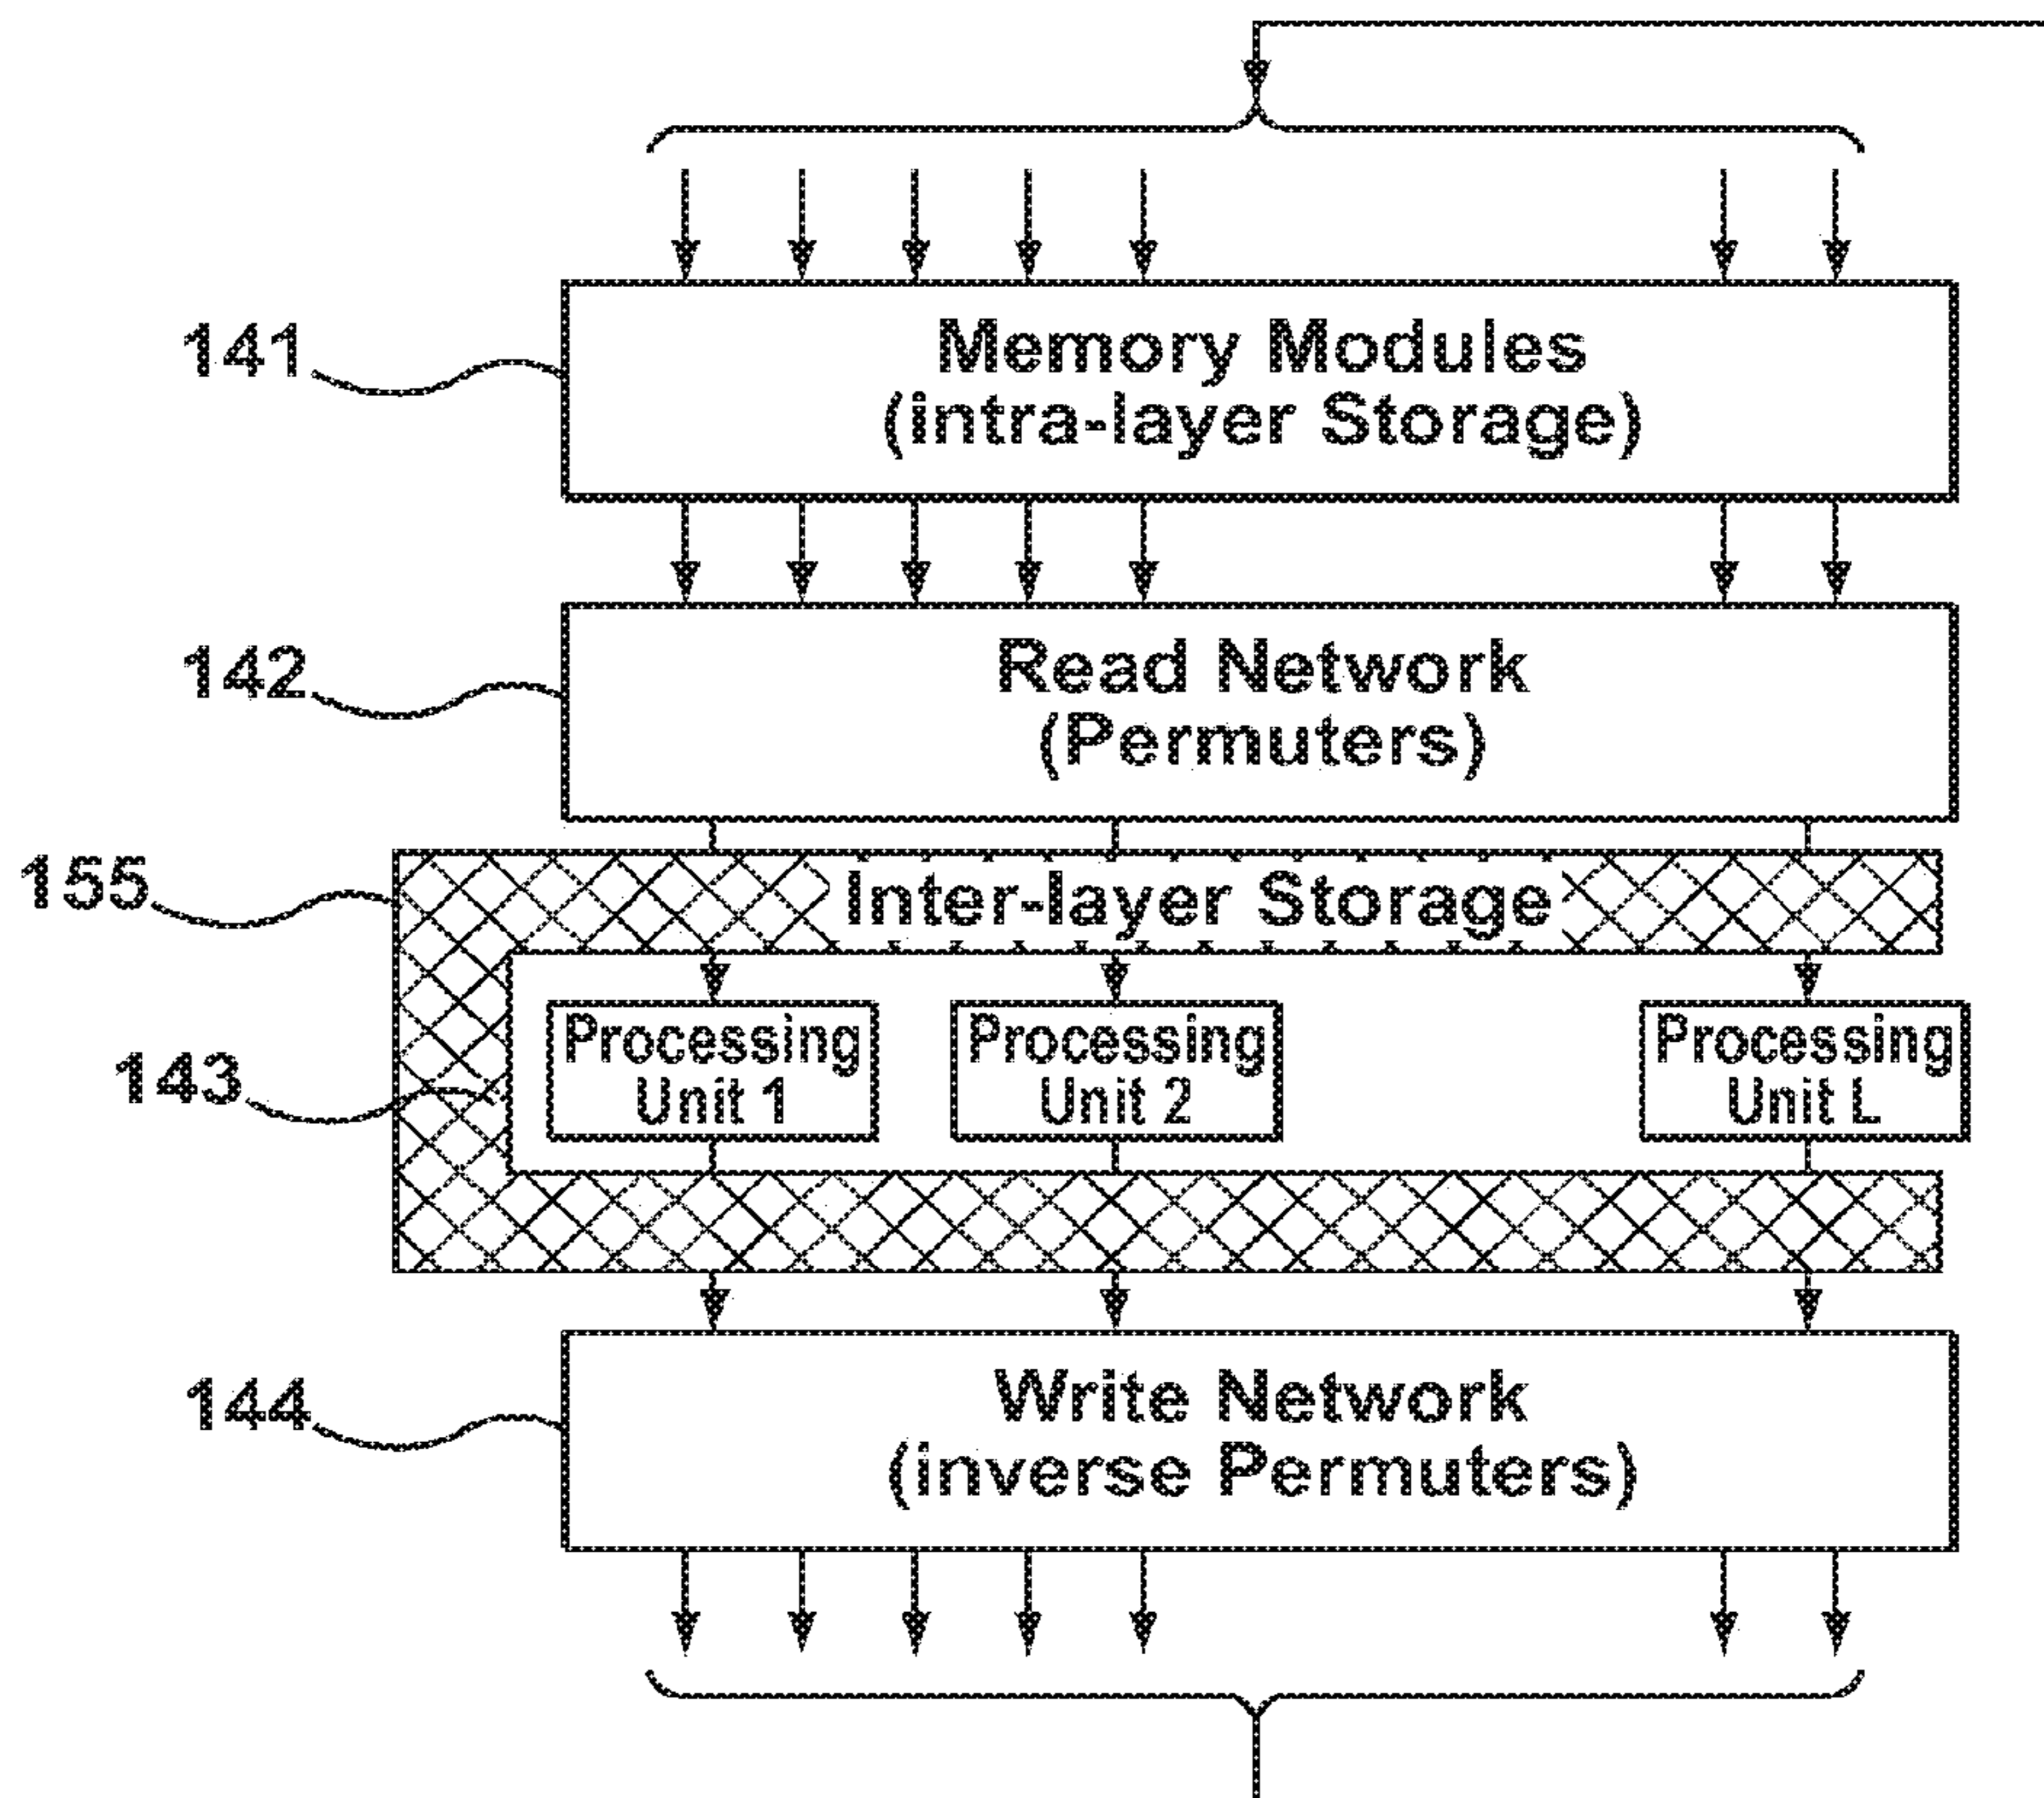 141
Memory Modules
(intra-layer Storage)
142
Read Network
(Permuters)
155
Inter-layer Storage
143
Processing
Unit 1
Processing
Unit 2
Processing
Unit L
144
Write Network
(inverse Permuters)